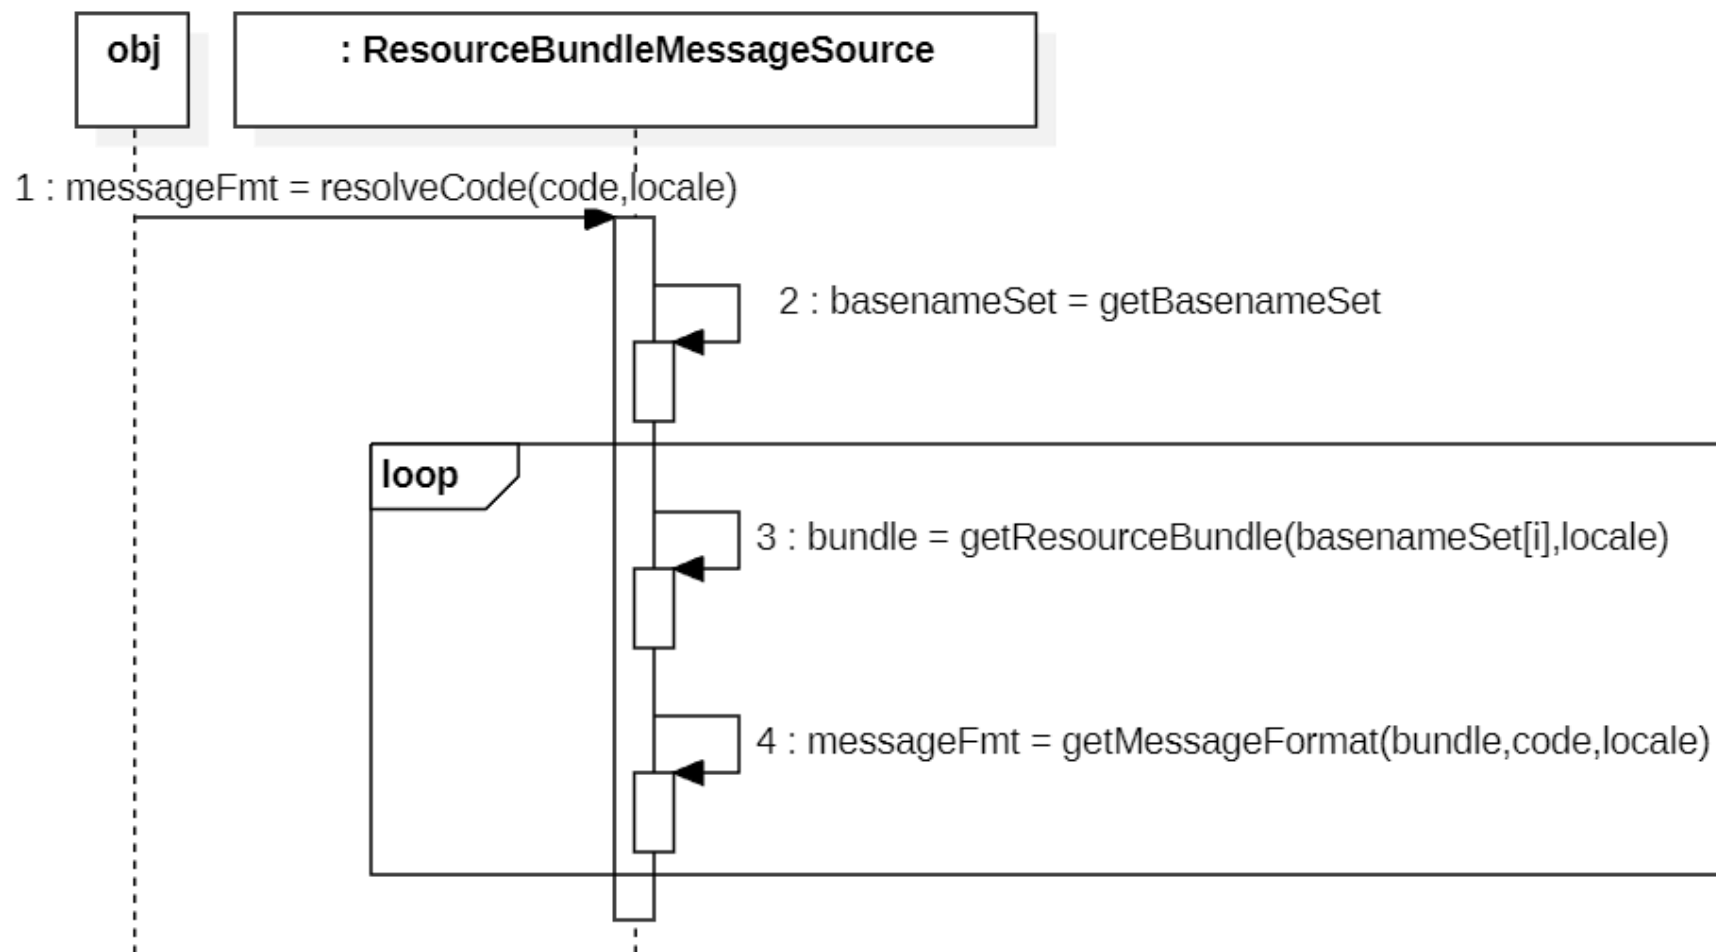 obj
: ResourceBundleMessageSource
1 : messageFmt = resolveCode(code,locale)
2 : basenameSet = getBasenameSet
loop
3 : bundle = getResourceBundle(basenameSet[i],locale)
4 : messageFmt = getMessageFormat(bundle,code,locale)